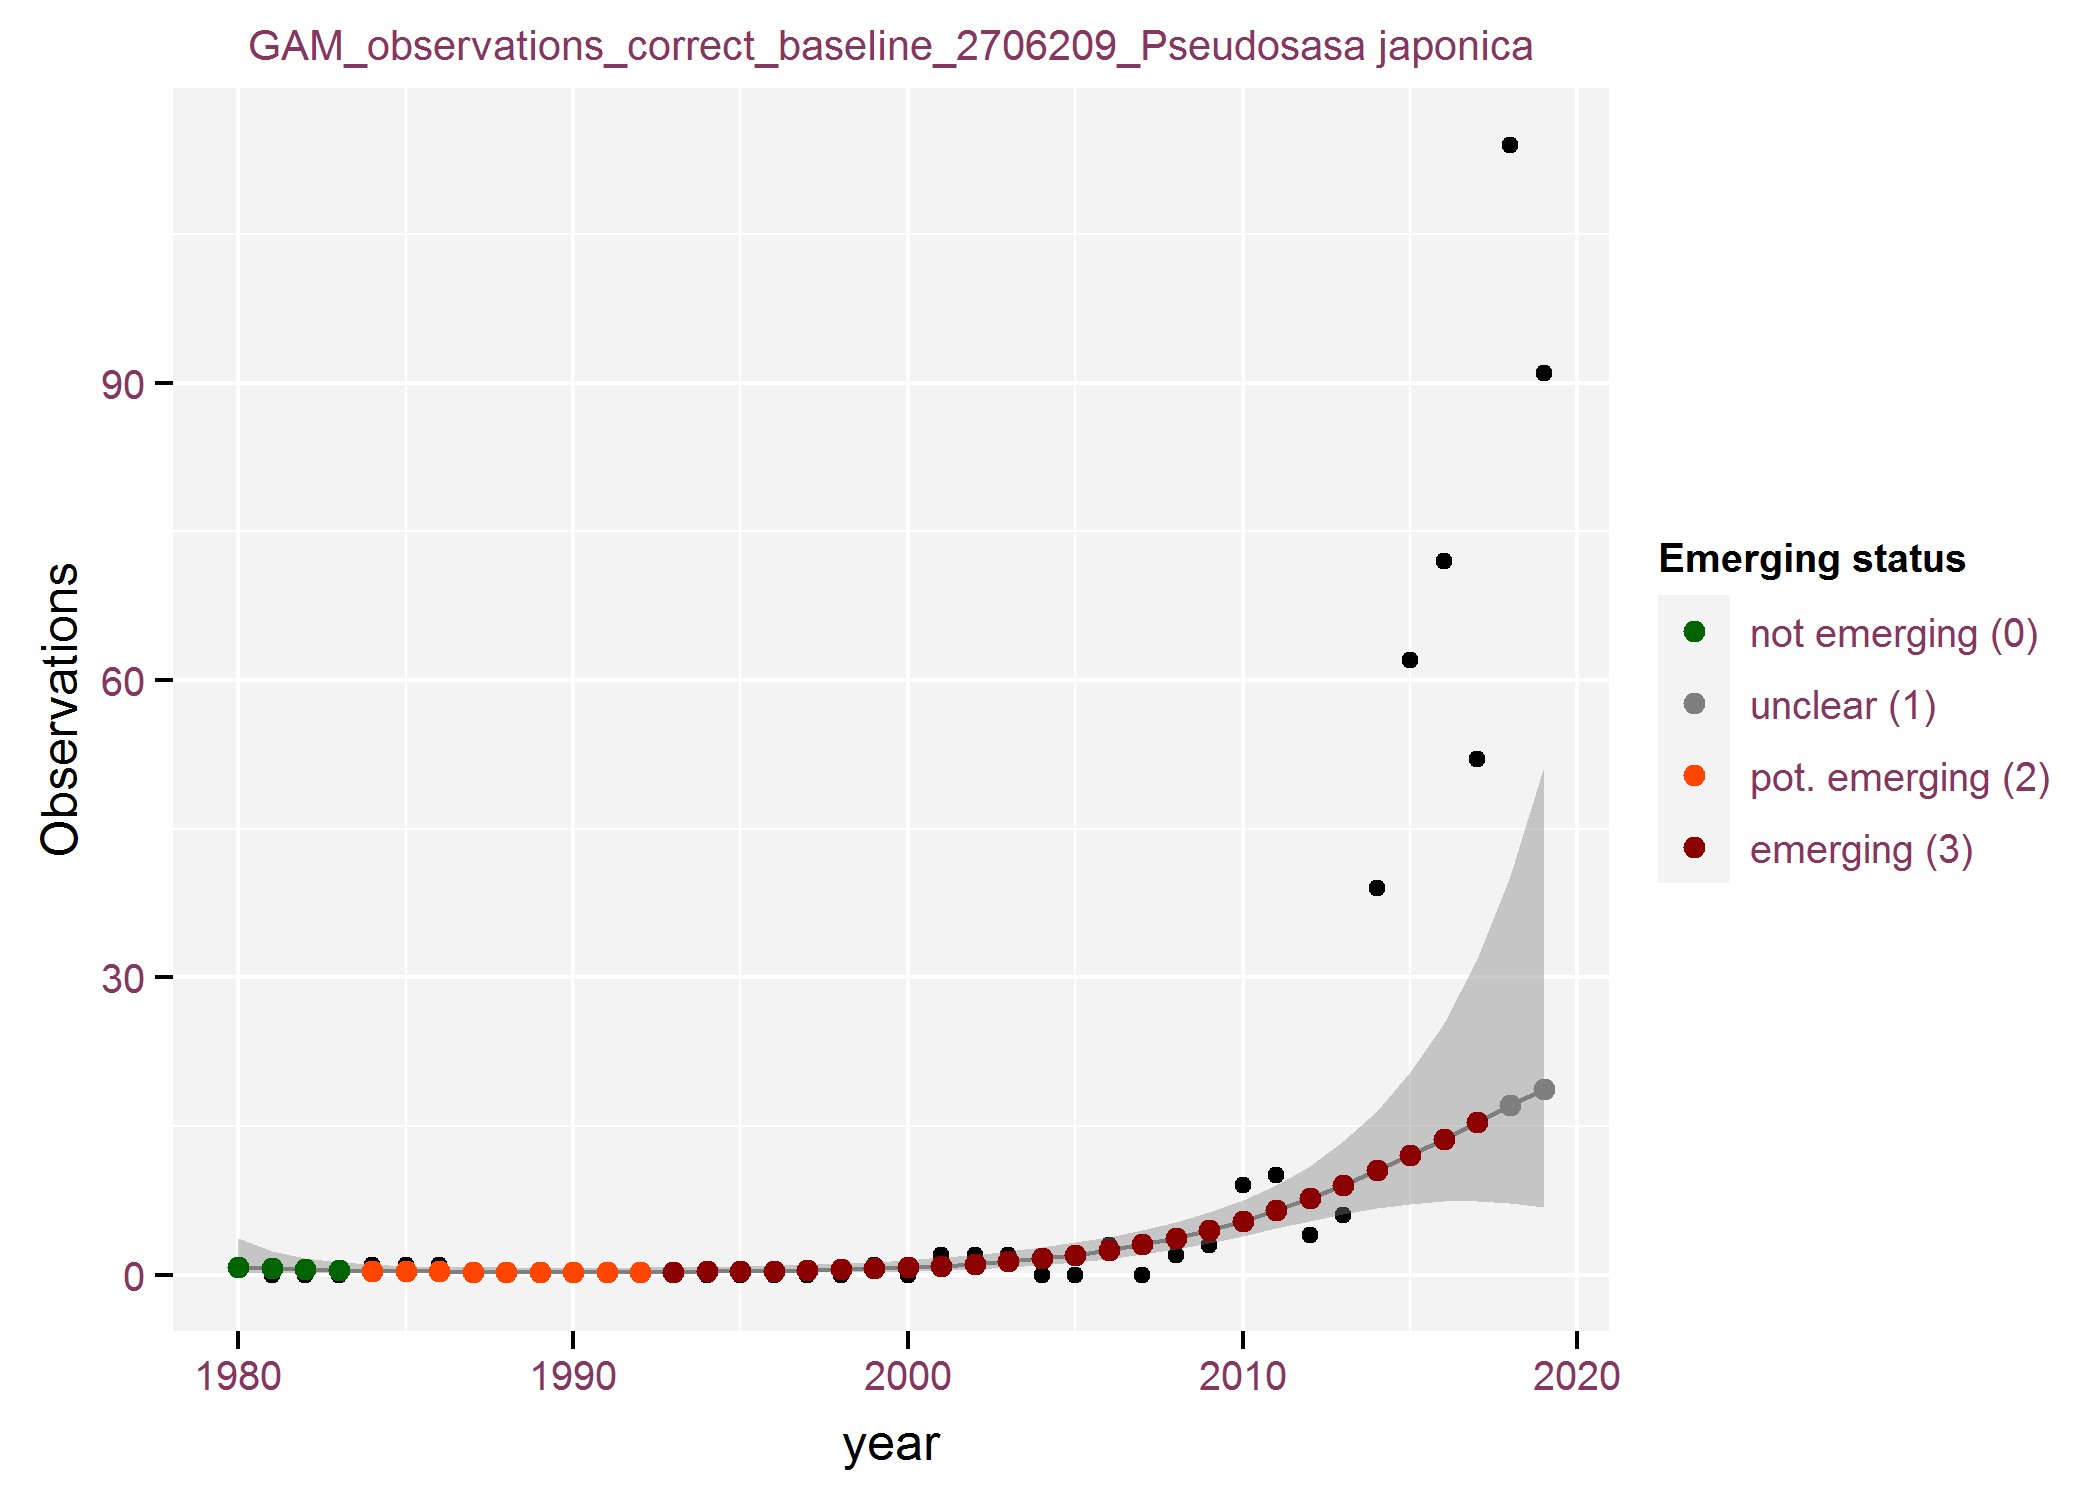 GAM_observations_correct_baseline_2706209_Pseudosasa japonica
Observations
90
60
30
0
1980
1990
2000
2010
2020
year
Emerging status
not emerging (0)
unclear (1)
pot. emerging (2)
emerging (3)